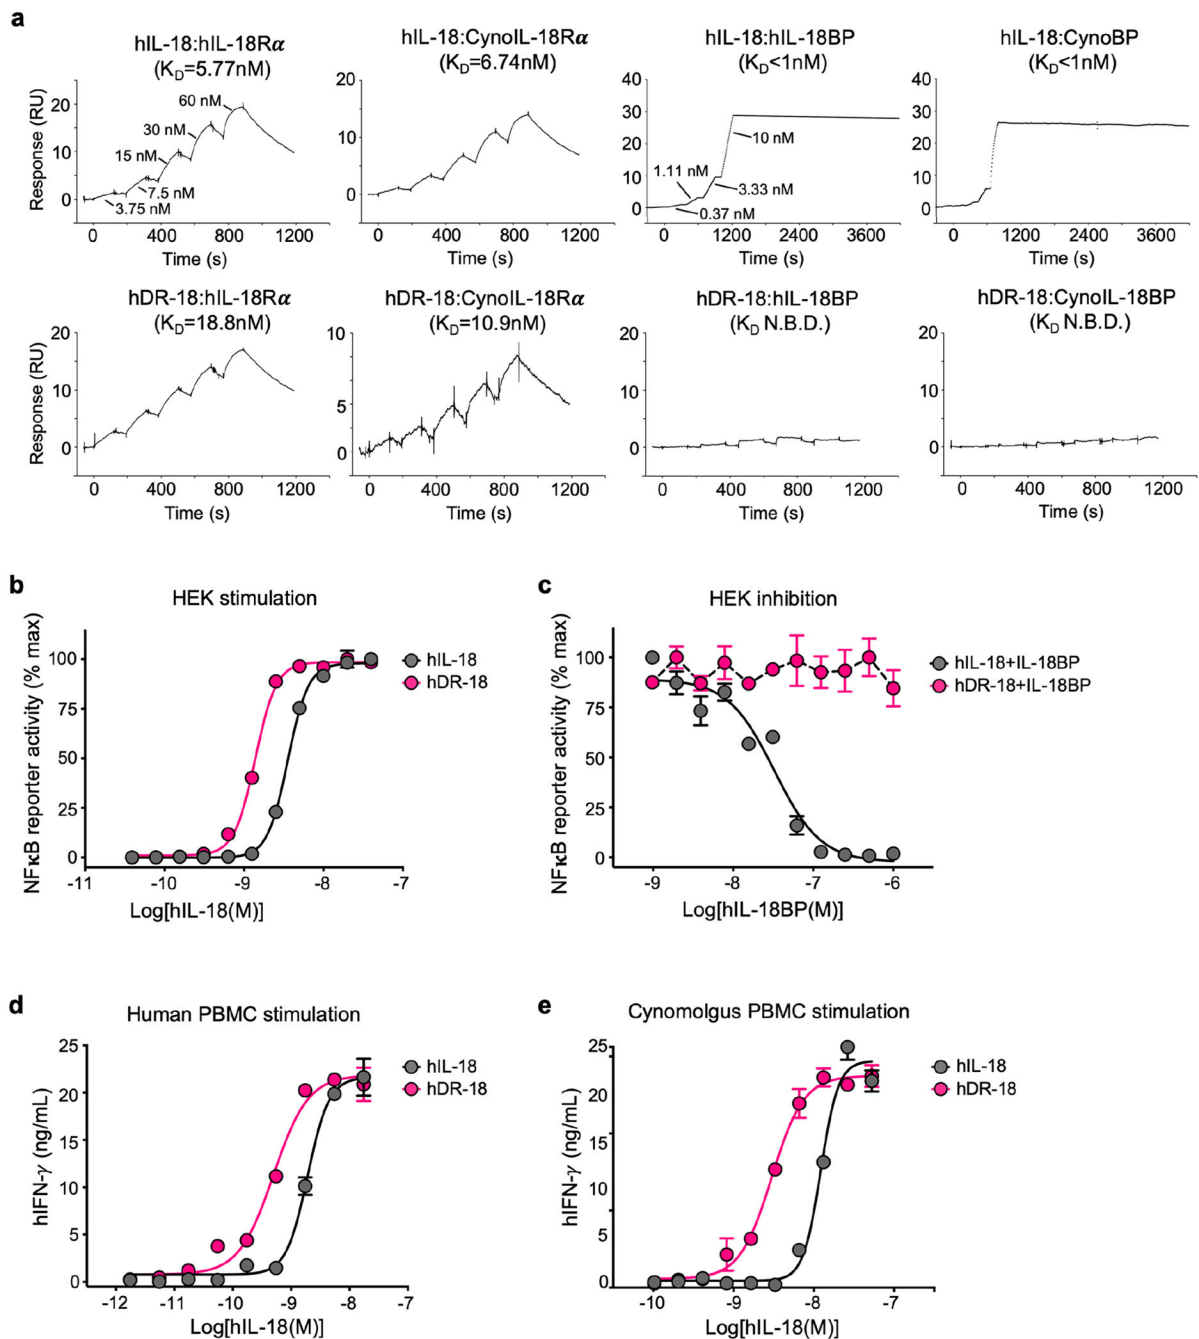 a
hIL-18:hIL-18Rα
(KD=5.77nM)
hIL-18:CynoIL-18Rα
(KD=6.74nM)
hIL-18:hIL-18BP
(KD<1nM)
hIL-18:CynoBP
(KD<1nM)
Response (RU)
20
10
0
60 nM
30 nM
15 nM
7.5 nM
3.75 nM
0 400 800 1200
Time (s)
20
10
0
0 400 800 1200
Time (s)
40
30
20
10
0
1.11 nM
10 nM
3.33 nM
0.37 nM
0 1200 2400 3600
Time (s)
40
30
20
10
0
0 1200 2400 3600
Time (s)
hDR-18:hIL-18Rα
(KD=18.8nM)
hDR-18:CynoIL-18Rα
(KD=10.9nM)
hDR-18:hIL-18BP
(KD N.B.D.)
hDR-18:CynoIL-18BP
(KD N.B.D.)
Response (RU)
20
10
0
0 400 800 1200
Time (s)
10
5
0
0 400 800 1200
Time (s)
20
10
0
0 400 800 1200
Time (s)
20
10
0
0 400 800 1200
Time (s)
b
HEK stimulation
NFκB reporter activity (% max)
100
75
50
25
0
-11 -10 -9 -8 -7
Log[hIL-18(M)]
hIL-18
hDR-18
c
HEK inhibition
NFκB reporter activity (% max)
100
75
50
25
0
-9 -8 -7 -6
Log[hIL-18BP(M)]
hIL-18+IL-18BP
hDR-18+IL-18BP
d
Human PBMC stimulation
hIFN-γ (ng/mL)
25
20
15
10
5
0
-12 -11 -10 -9 -8 -7
Log[hIL-18(M)]
hIL-18
hDR-18
e
Cynomolgus PBMC stimulation
hIFN-γ (ng/mL)
25
20
15
10
5
0
-10 -9 -8 -7
Log[hIL-18(M)]
hIL-18
hDR-18